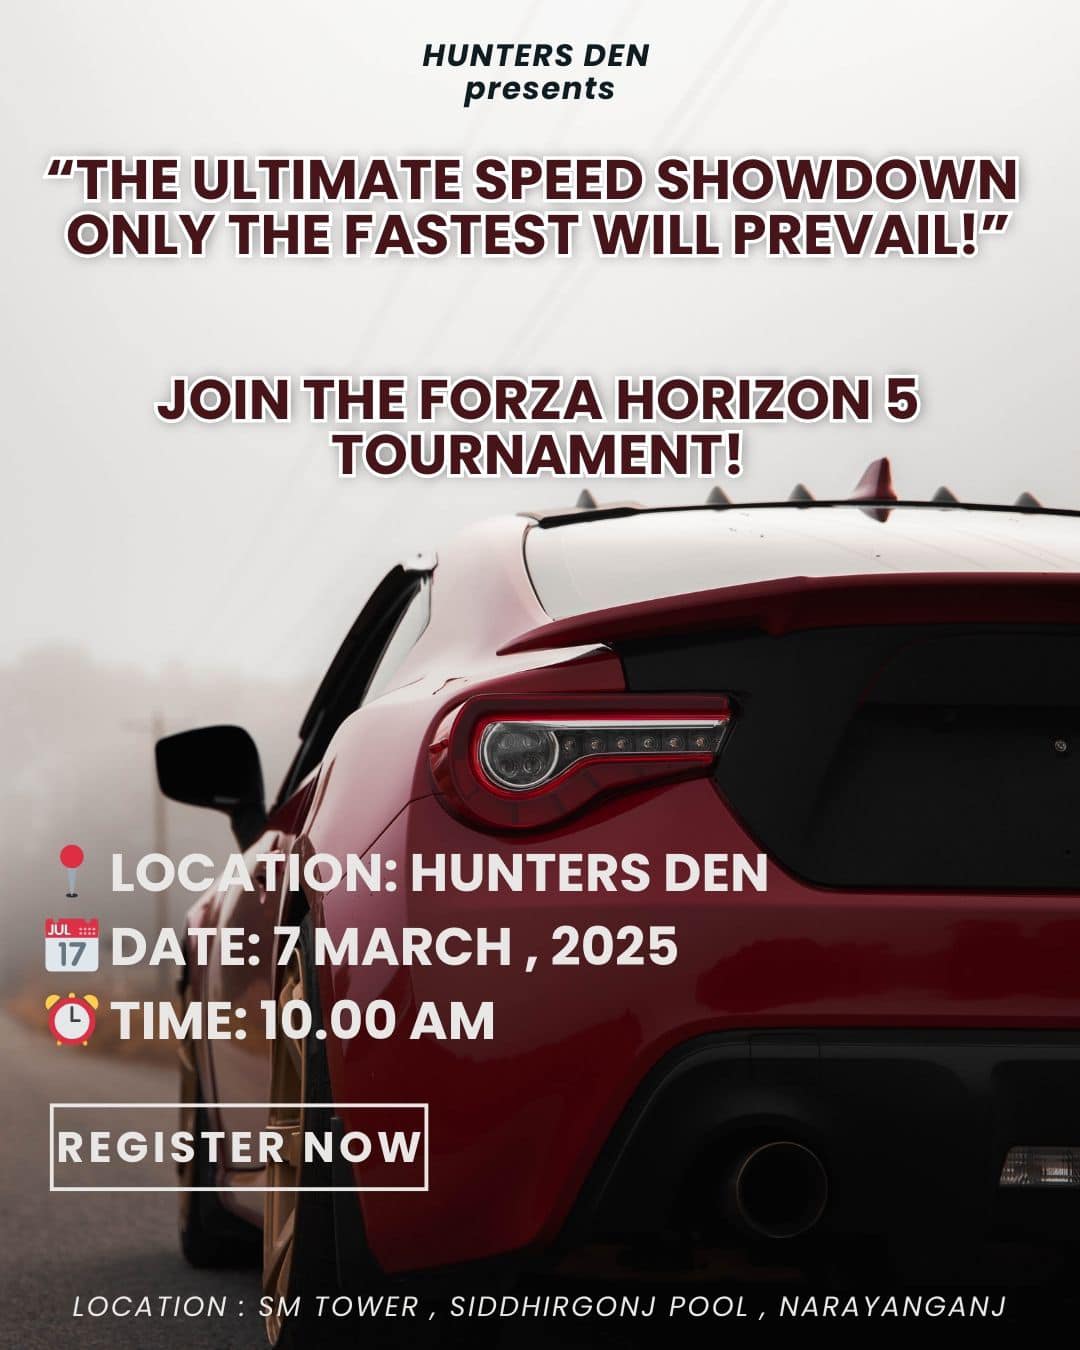 HUNTERS DEN
presents
“THE ULTIMATE SPEED SHOWDOWN
ONLY THE FASTEST WILL PREVAIL!”
JOIN THE FORZA HORIZON 5
TOURNAMENT!
📍 LOCATION: HUNTERS DEN
JUL
17
DATE: 7 MARCH , 2025
⏰ TIME: 10.00 AM
REGISTER NOW
LOCATION : SM TOWER , SIDDHIRGONJ POOL , NARAYANGANJ